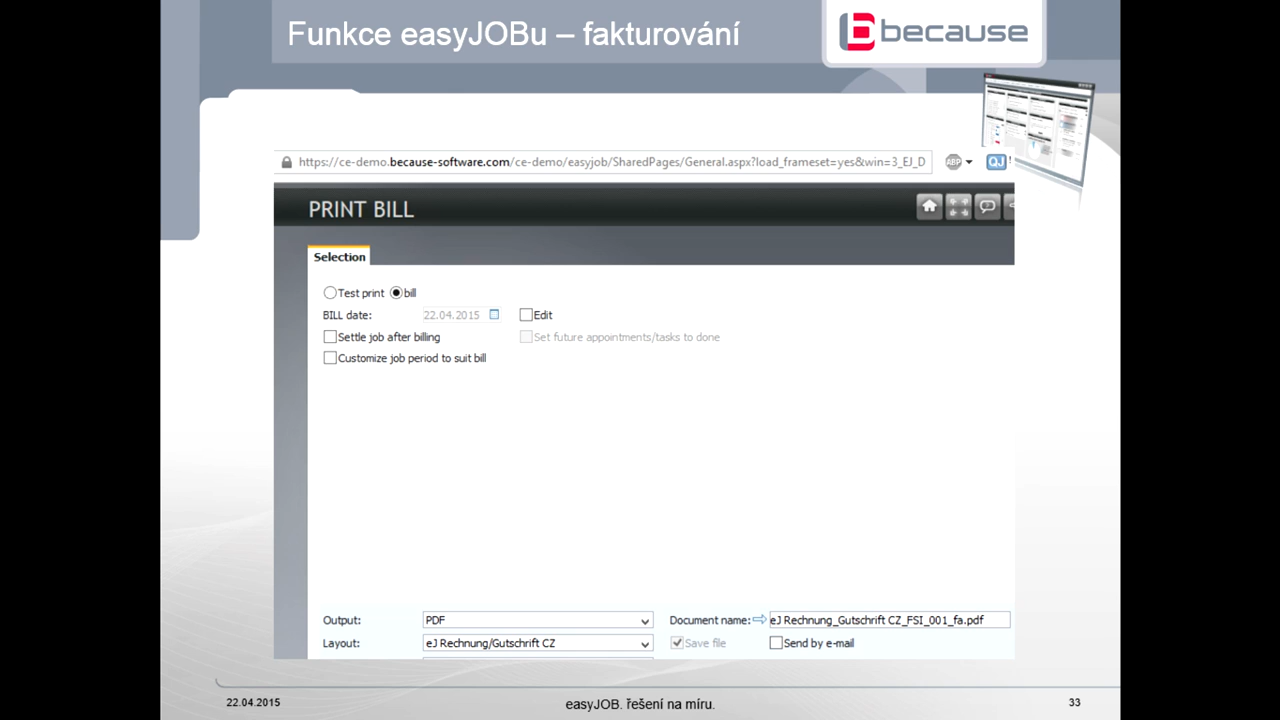 Funkce easyJOBu – fakturování
because
https://ce-demo.because-software.com/ce-demo/easyjob/SharedPages/General.aspx?load_frameset=yes&win=3_EJ_D
ABP
QJ
PRINT BILL
Selection
Test print bill
BILL date: 22.04.2015 Edit
Settle job after billing Set future appointments/tasks to done
Customize job period to suit bill
Output: PDF Document name: eJ Rechnung_Gutschrift CZ_FSI_001_fa.pdf
Layout: eJ Rechnung/Gutschrift CZ Save file Send by e-mail
22.04.2015 easyJOB. řešení na míru. 33